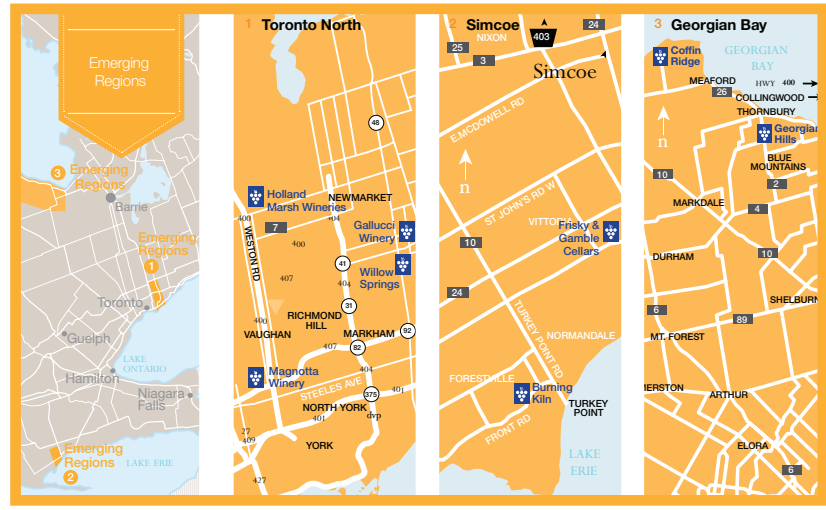 Emerging
Regions
3
Emerging
Regions
Barrie
Emerging
Regions
1
Toronto
Guelph
LAKE
ONTARIO
Hamilton
Niagara
Falls
Emerging
Regions
LAKE ERIE
2
1 Toronto North
48
Holland
Marsh Wineries
NEWMARKET
400
404
7
Gallucci
Winery
WESTON RD
400
41
Willow
Springs
407
404
31
400
RICHMOND
HILL
VAUGHAN
MARKHAM
92
407
82
Magnotta
Winery
404
STEELES AVE
401
375
NORTH YORK
401
dvp
27
409
YORK
427
2 Simcoe
24
NIXON
403
25
3
Simcoe
E.MCDOWELL RD
n
ST JOHN'S RD W
VITTORIA
Frisky &
Gamble
Cellars
10
24
TURKEY POINT RD
NORMANDALE
FORESTVILLE
Burning
Kiln
TURKEY
POINT
FRONT RD
LAKE
ERIE
3 Georgian Bay
Coffin
Ridge
GEORGIAN
BAY
MEAFORD
HWY 400
26
COLLINGWOOD
THORNBURY
n
Georgian
Hills
BLUE
MOUNTAINS
10
2
MARKDALE
4
10
DURHAM
SHELBURN
6
89
MT. FOREST
IERSTON
ARTHUR
ELORA
6